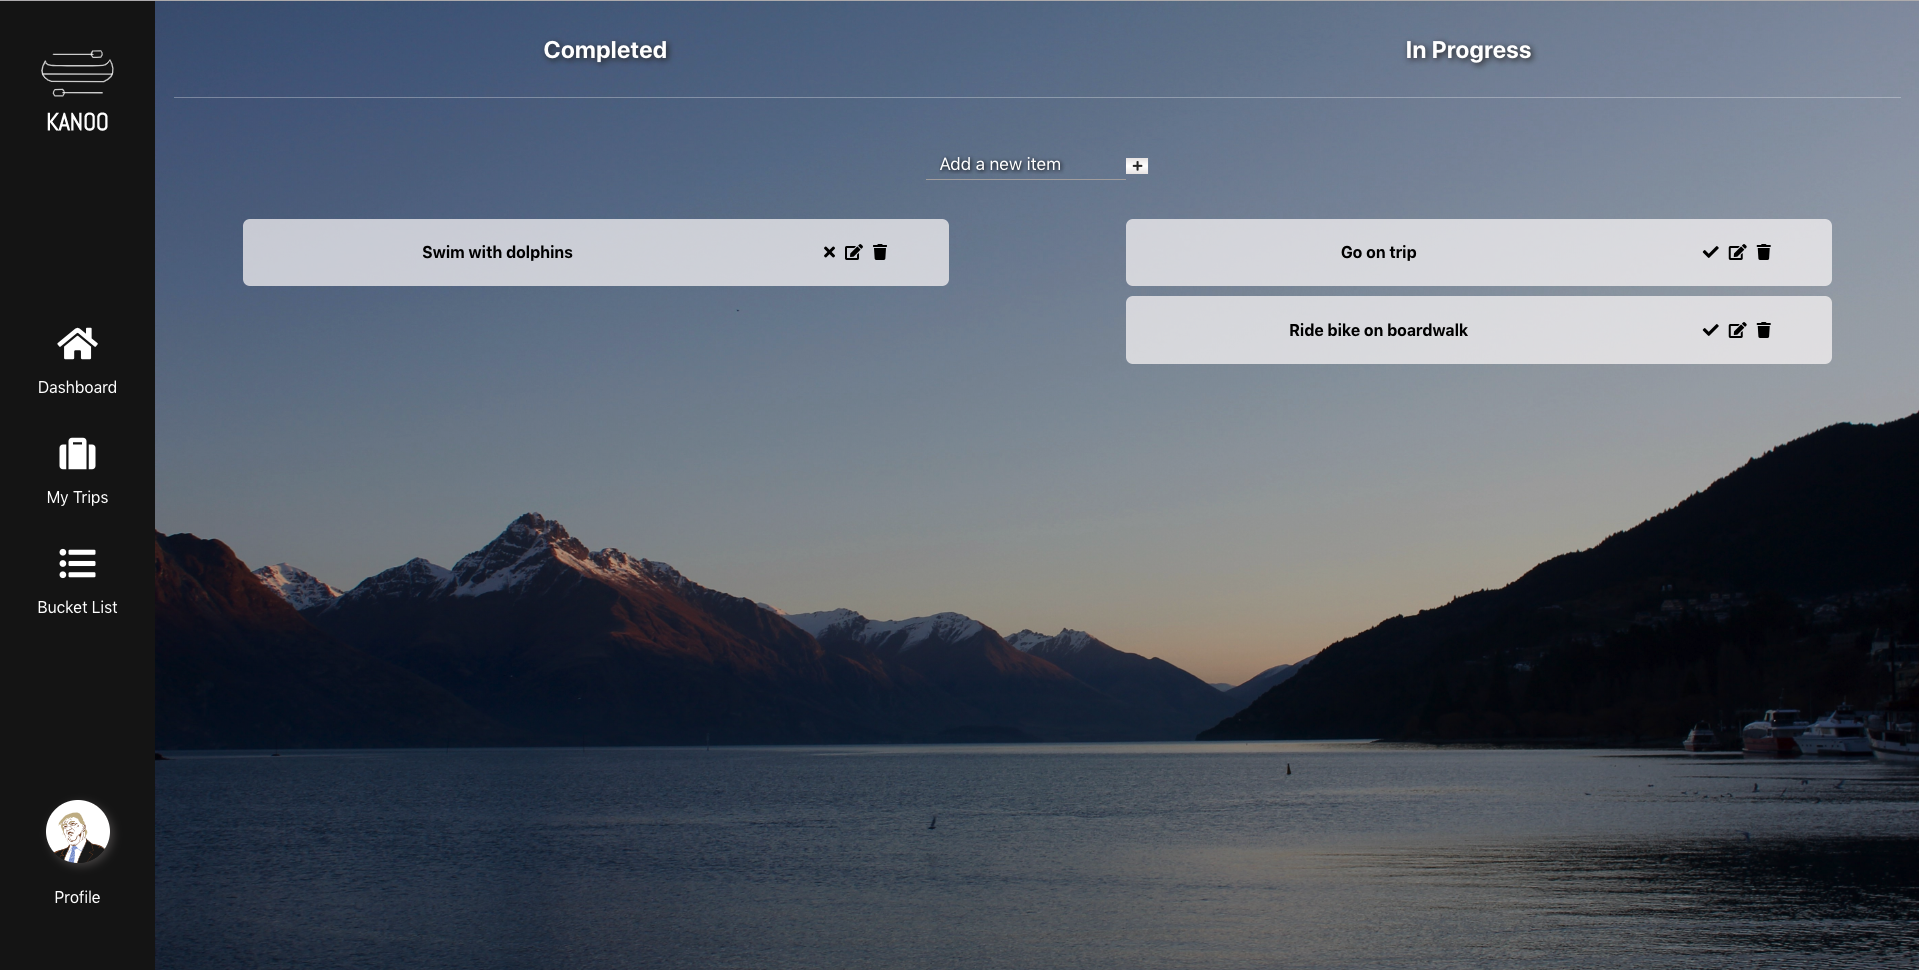 KANOO
Dashboard
My Trips
Bucket List
Profile
Completed
In Progress
Add a new item
Swim with dolphins
Go on trip
Ride bike on boardwalk